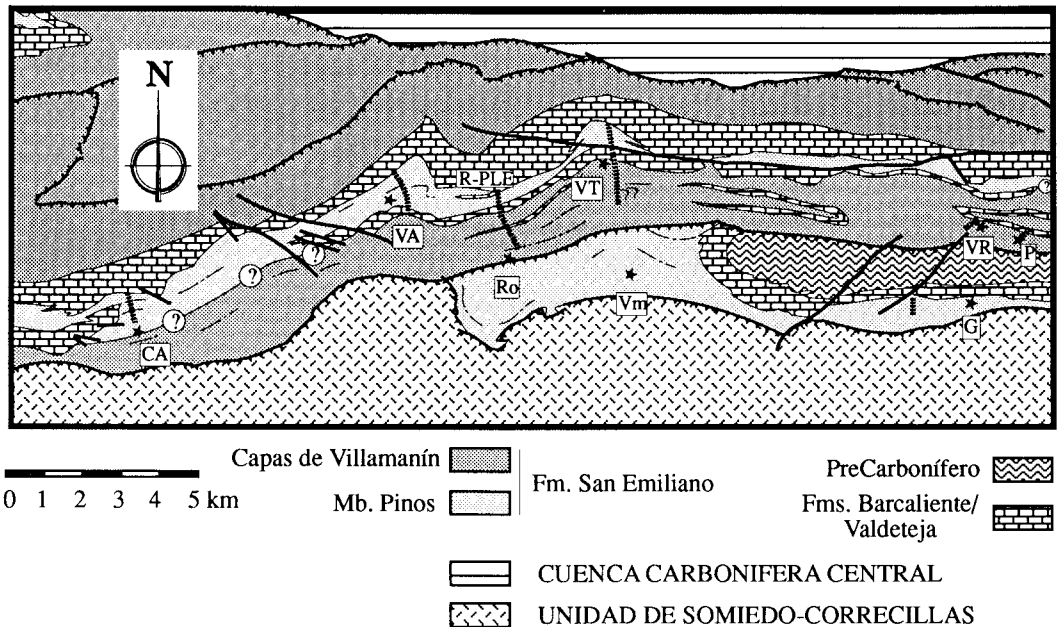 N
R-PLE
VT
VA
VR
P
Ro
Vm
G
CA
?
?
?
?
??
0 1 2 3 4 5 km
Capas de Villamanín
Mb. Pinos
Fm. San Emiliano
PreCarbonífero
Fms. Barcaliente/
Valdeteja
CUENCA CARBONIFERA CENTRAL
UNIDAD DE SOMIEDO-CORRECILLAS